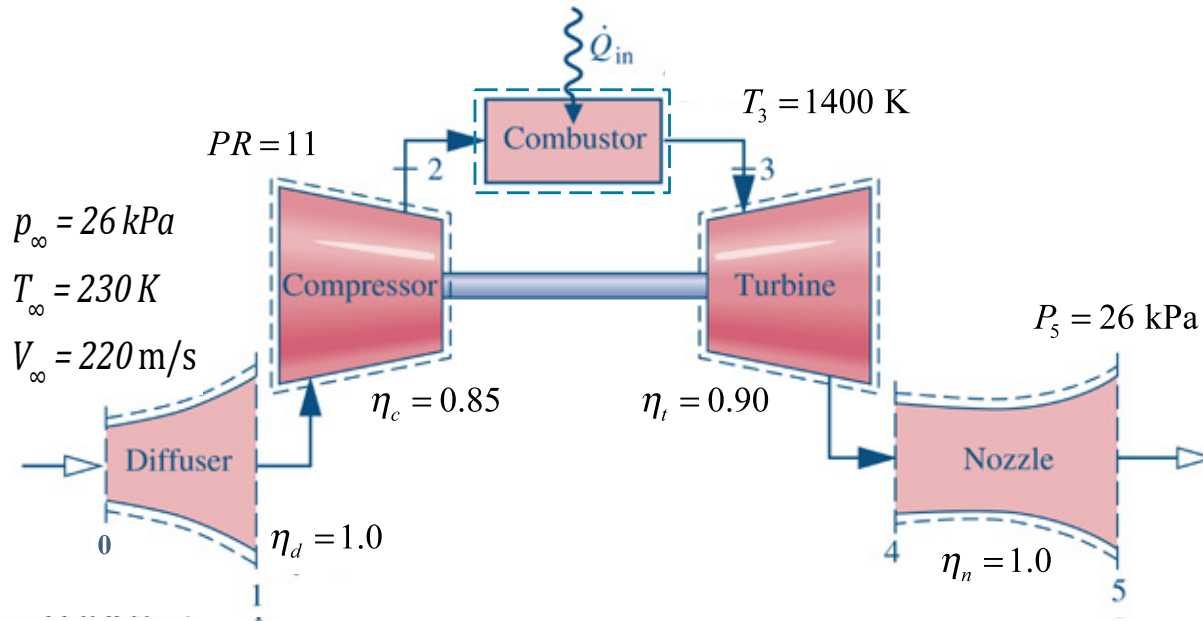 Q̇in
T3 = 1400 K
Combustor
PR = 11
2
3
p∞ = 26 kPa
T∞ = 230 K
V∞ = 220 m/s
Compressor
Turbine
P5 = 26 kPa
ηc = 0.85
ηt = 0.90
Diffuser
Nozzle
0
ηd = 1.0
4
ηn = 1.0
1
5